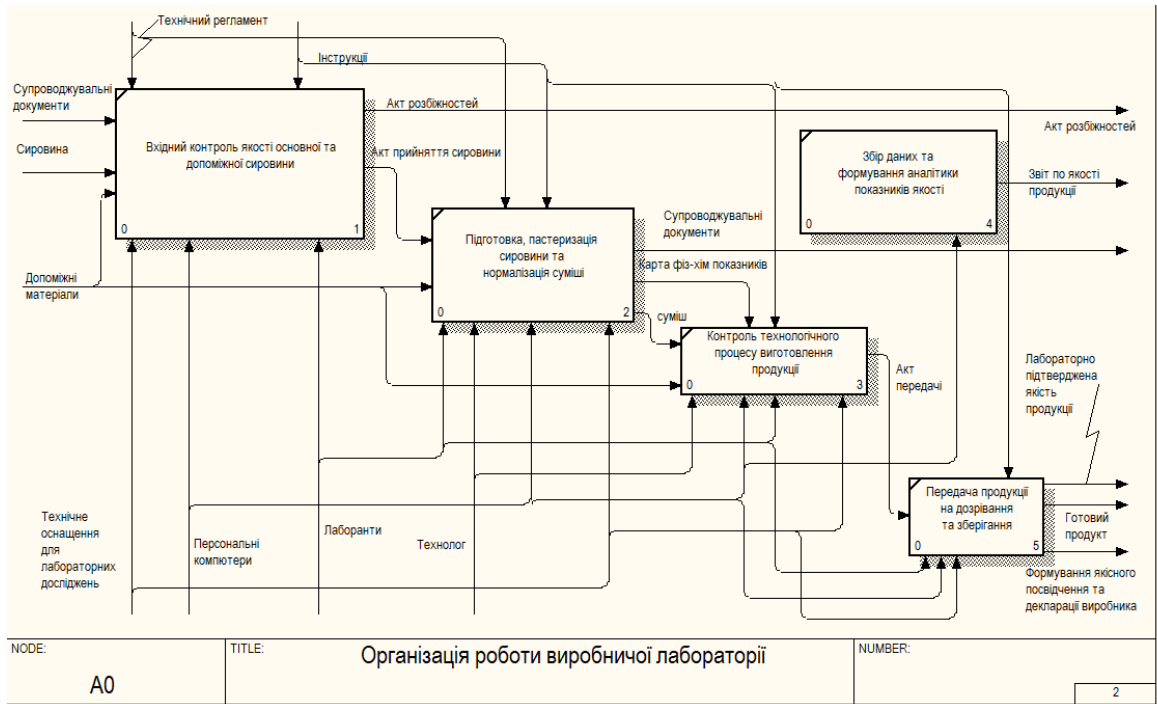 Технічний регламент
Інструкції
Супроводжувальні
документи
Акт розбіжностей
Акт розбіжностей
Сировина
Вхідний контроль якості основної та
допоміжної сировини
0 1
Акт прийняття сировини
Збір даних та
формування аналітики
показників якості
0 4
Звіт по якості
продукції
Підготовка, пастеризація
сировини та
нормалізація суміші
0 2
Супроводжувальні
документи
Карта фіз-хім показників
Допоміжні
матеріали
суміш
Контроль технологічного
процесу виготовлення
продукції
0 3
Акт
передачі
Лабораторно
підтверджена
якість
продукції
Передача продукції
на дозрівання
та зберігання
0 5
Готовий
продукт
Формування якісного
посвідчення та
декларації виробника
Технічне
оснащення
для
лабораторних
досліджень
Персональні
компютери
Лаборанти
Технолог
NODE:
A0
TITLE:
Організація роботи виробничої лабораторії
NUMBER:
2